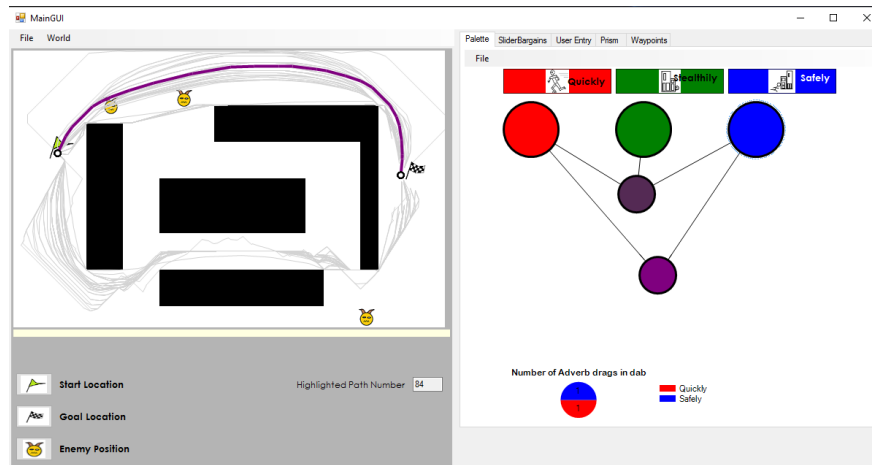 MainGUI
File World
Palette SliderBargains User Entry Prism Waypoints
File
Quickly Stealthily Safely
Number of Adverb drags in dab
1
Quickly
Safely
Start Location
Highlighted Path Number 84
Goal Location
Enemy Position